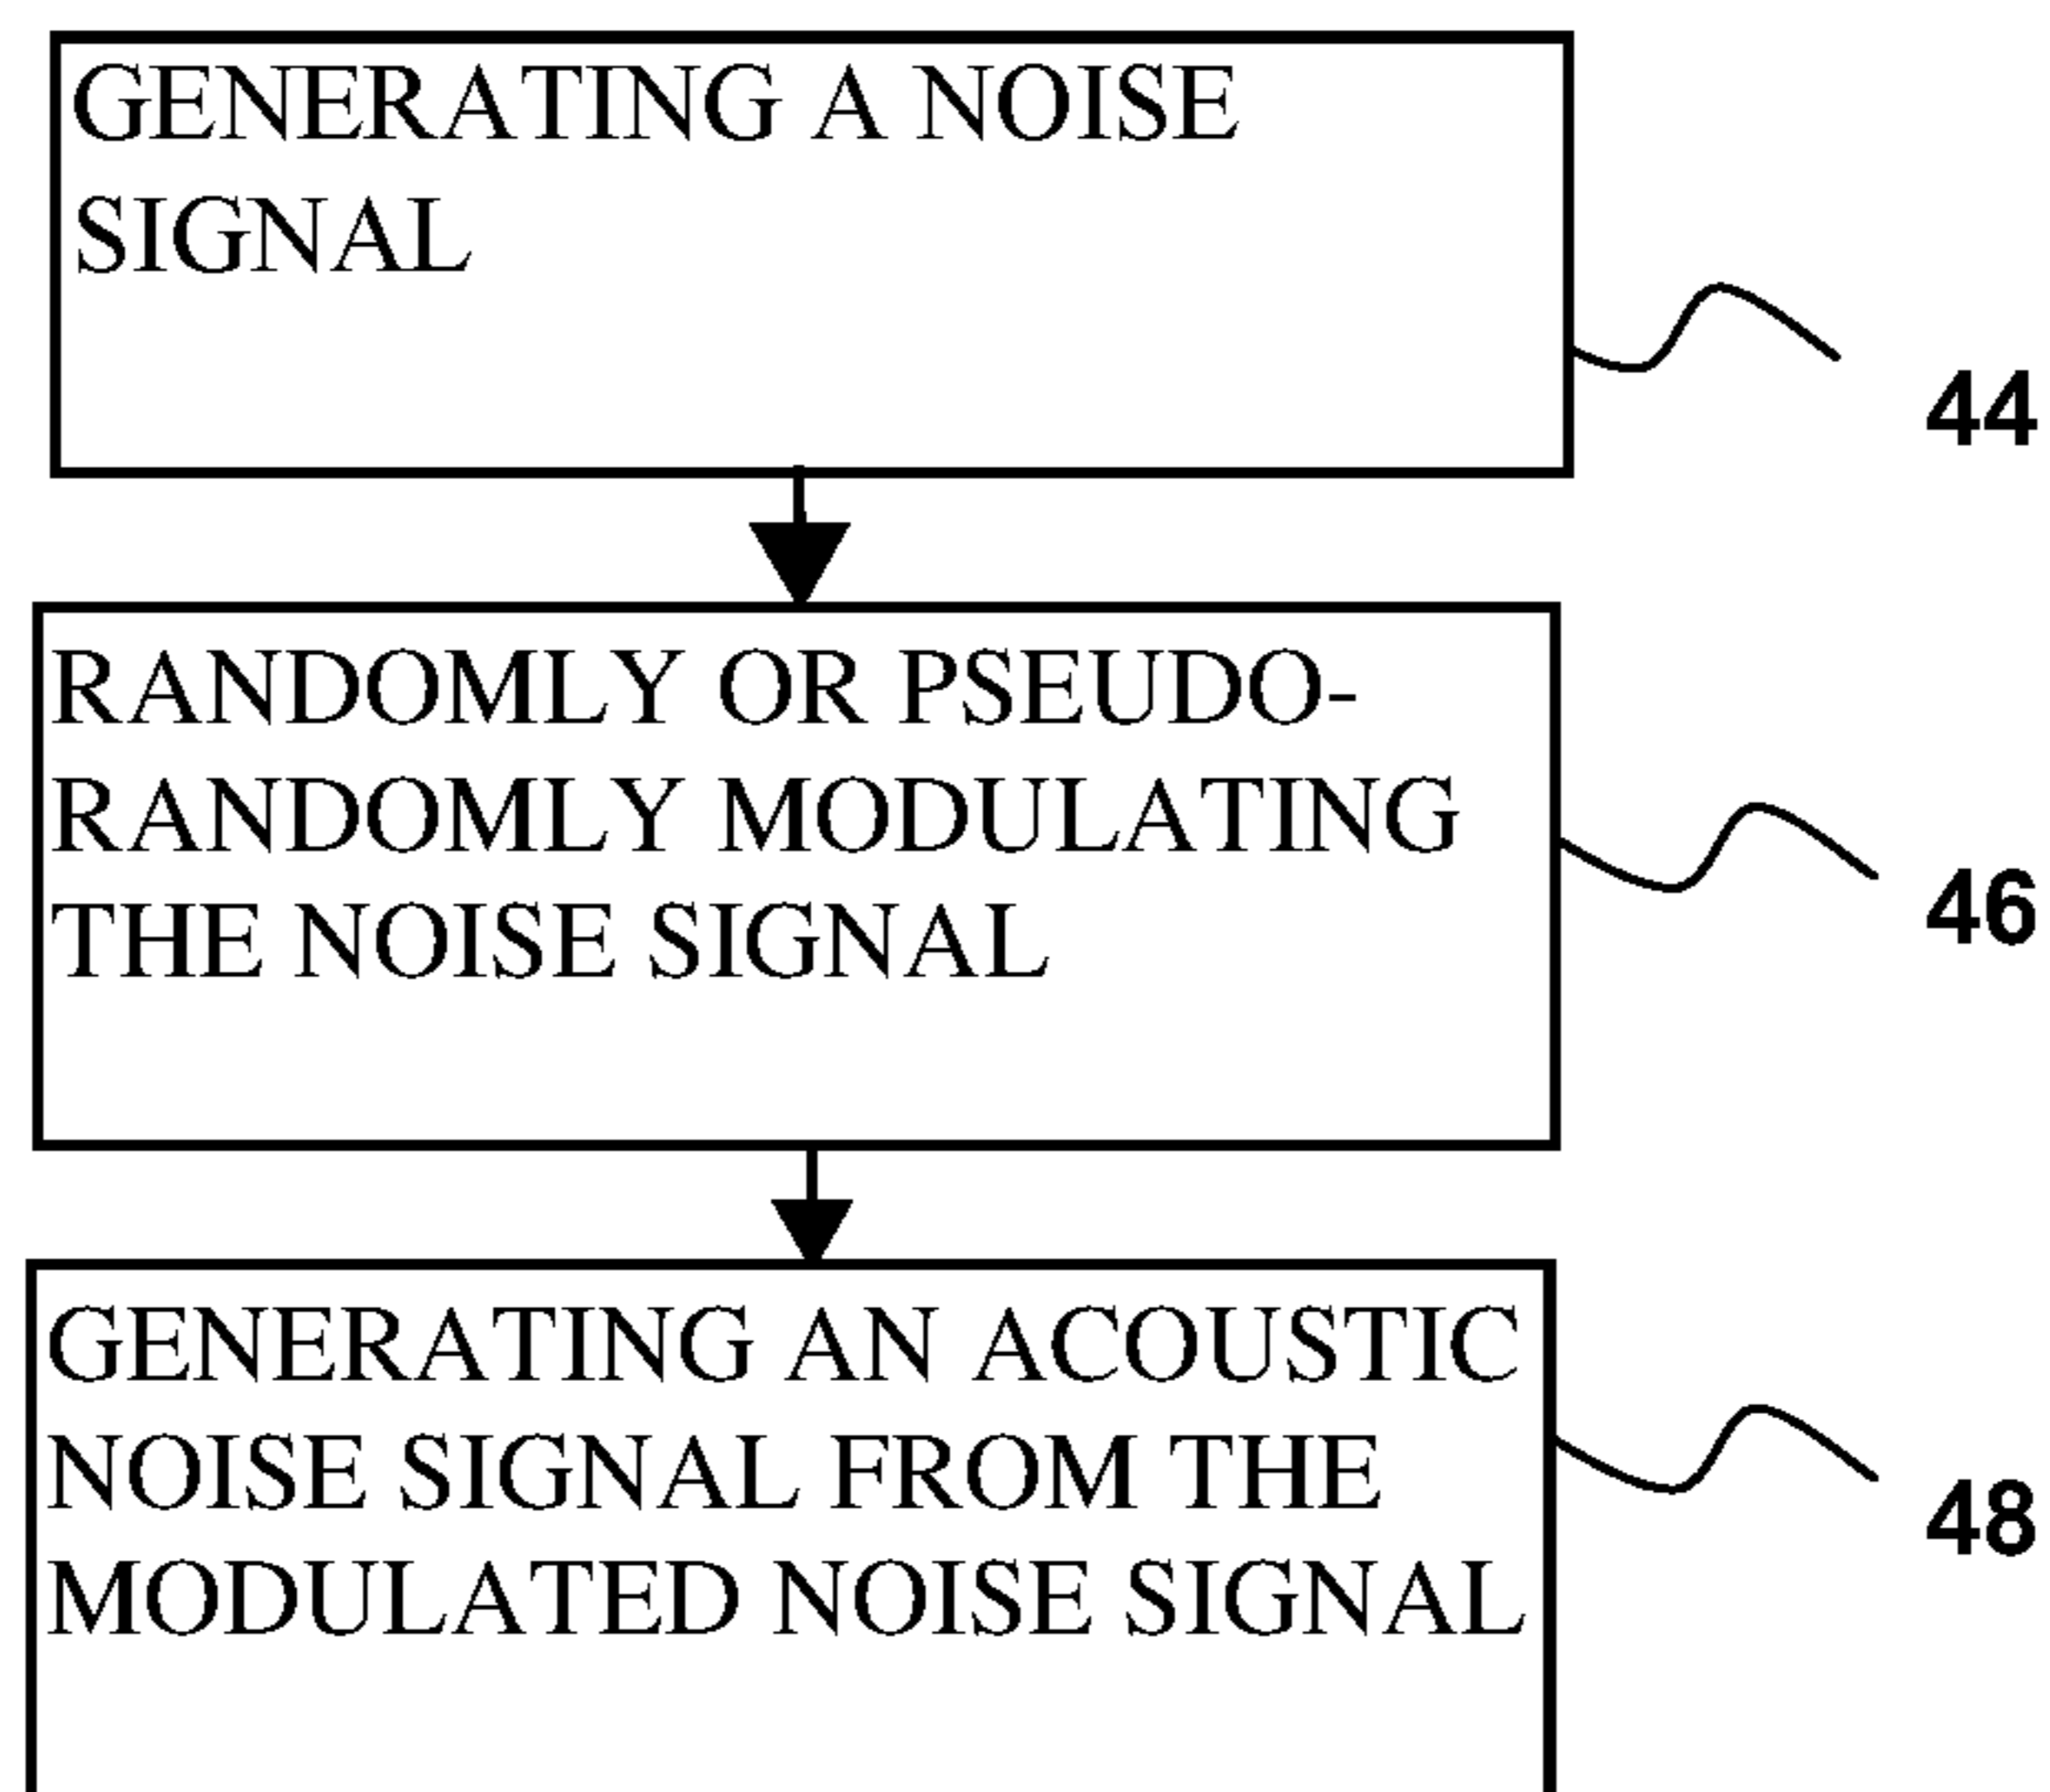 GENERATING A NOISE
SIGNAL
44
RANDOMLY OR PSEUDO-
RANDOMLY MODULATING
THE NOISE SIGNAL
46
GENERATING AN ACOUSTIC
NOISE SIGNAL FROM THE
MODULATED NOISE SIGNAL
48